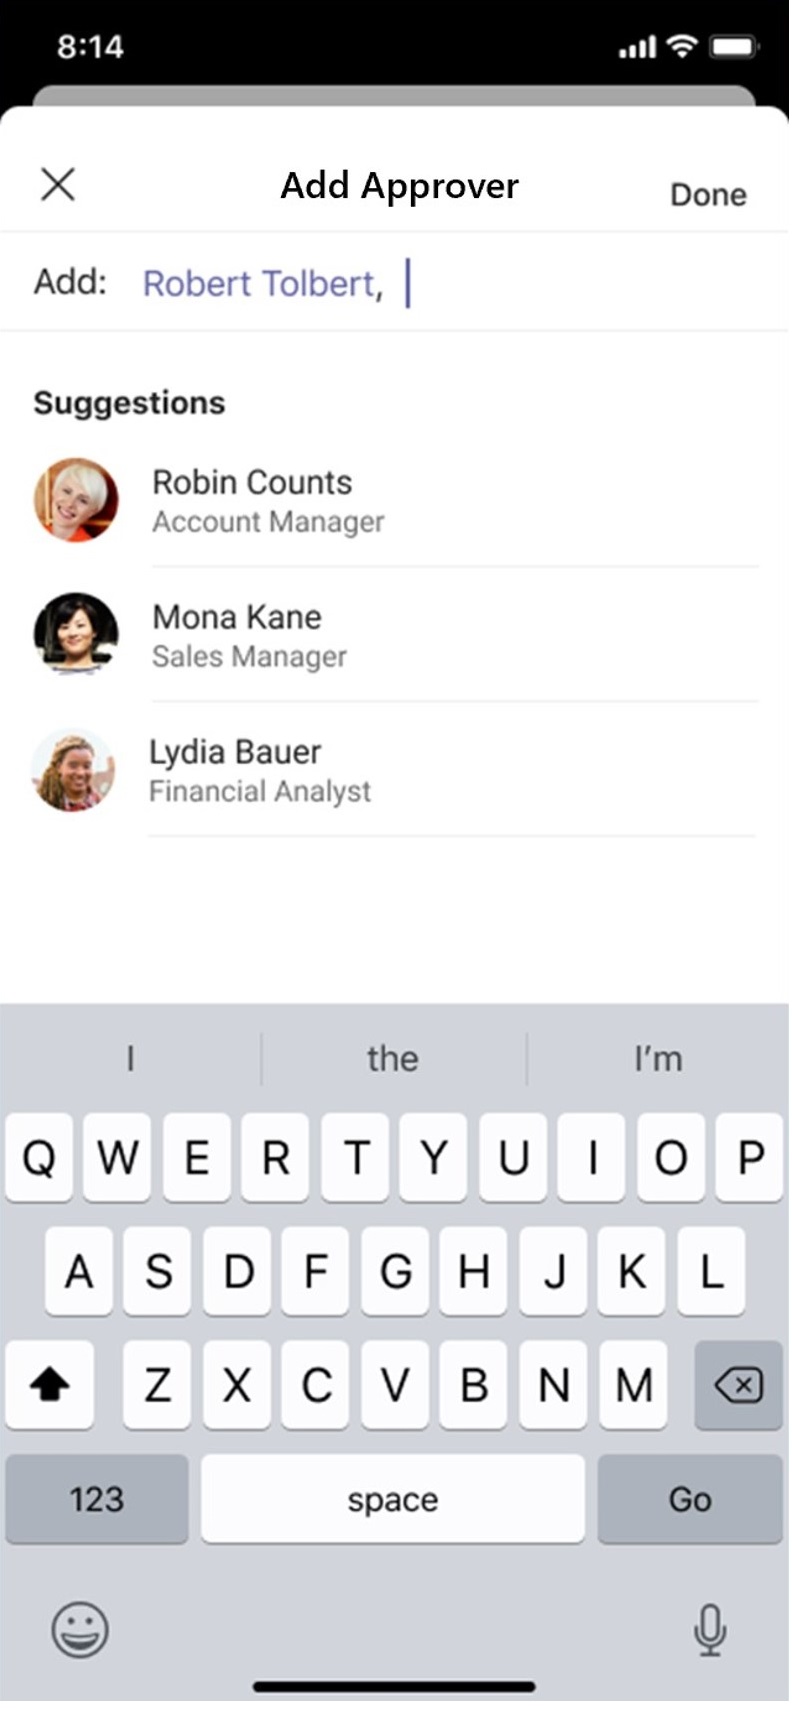 8:14
Add Approver
Done
Add: Robert Tolbert,
Suggestions
Robin Counts
Account Manager
Mona Kane
Sales Manager
Lydia Bauer
Financial Analyst
I the I'm
Q W E R T Y U I O P
A S D F G H J K L
Z X C V B N M
123 space Go